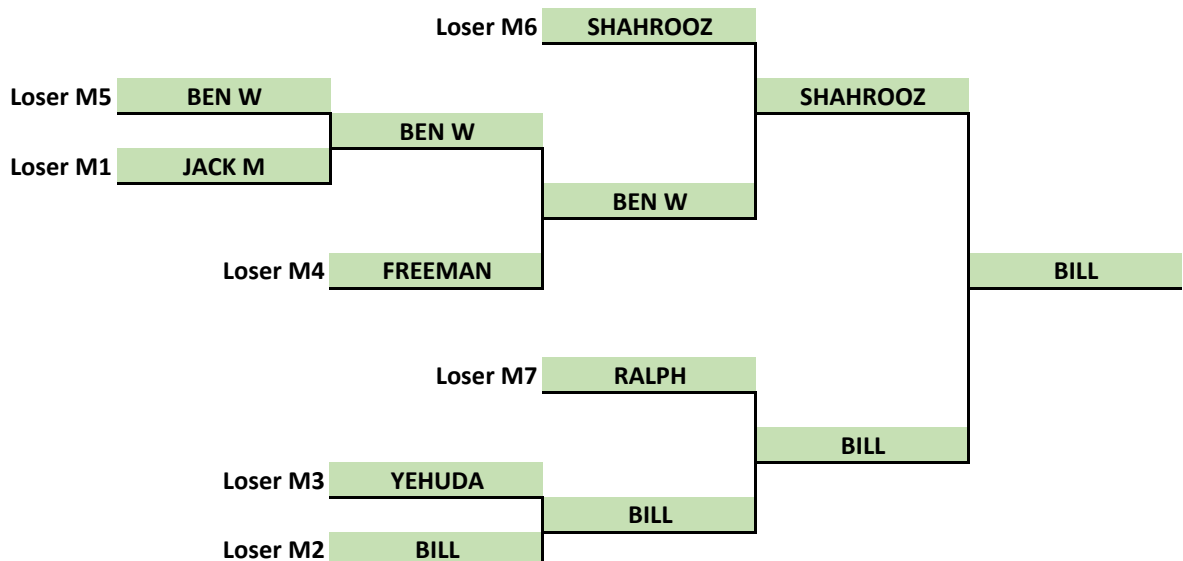 Loser M6 SHAHROOZ
Loser M5 BEN W SHAHROOZ
BEN W
Loser M1 JACK M
BEN W
Loser M4 FREEMAN BILL
Loser M7 RALPH
BILL
Loser M3 YEHUDA
BILL
Loser M2 BILL